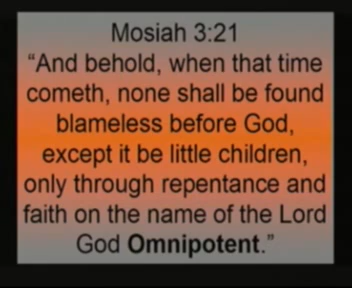 Mosiah 3:21
“And behold, when that time
cometh, none shall be found
blameless before God,
except it be little children,
only through repentance and
faith on the name of the Lord
God Omnipotent.”